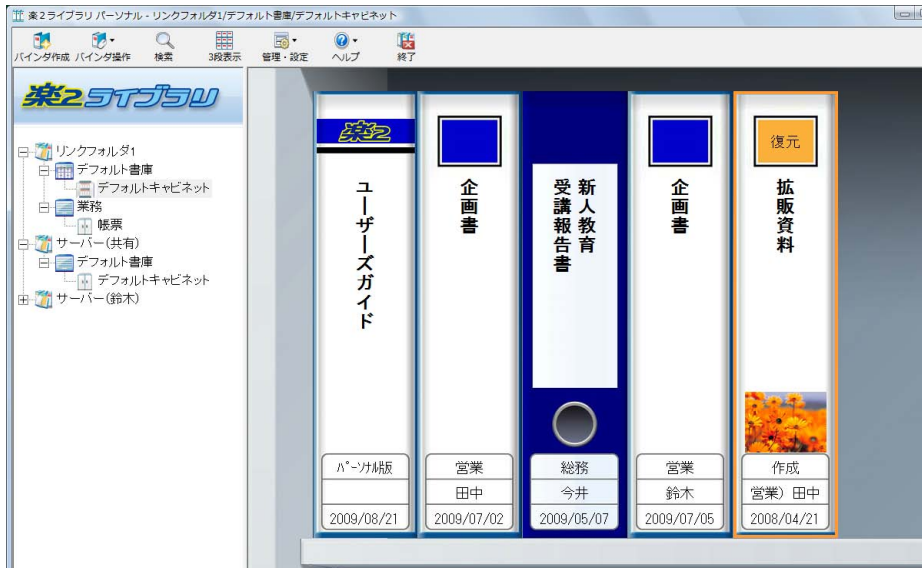 楽2ライブラリ パーソナル - リンクフォルダ1/デフォルト書庫/デフォルトキャビネット
バインダ作成 バインダ操作 検索 3段表示 管理・設定 ヘルプ 終了
楽2ライブラリ
リンクフォルダ1
デフォルト書庫
デフォルトキャビネット
業務
帳票
サーバー(共有)
デフォルト書庫
デフォルトキャビネット
サーバー(鈴木)
楽2
ユーザーズガイド
パーソナル版
2009/08/21
企画書
営業
田中
2009/07/02
新人教育
受講報告書
総務
今井
2009/05/07
企画書
営業
鈴木
2009/07/05
復元
拡販資料
作成
営業）田中
2008/04/21